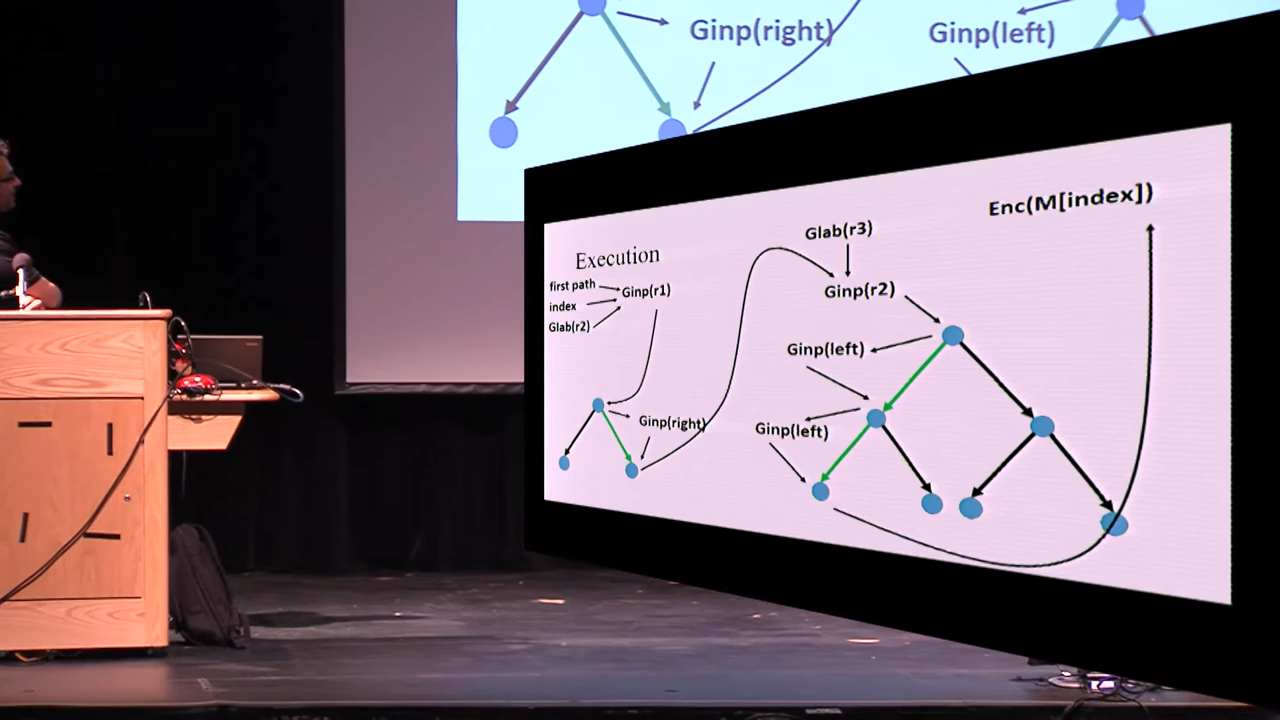 Ginp(right)
Ginp(left)
Execution
first path
index
Glab(r2)
Ginp(r1)
Ginp(right)
Glab(r3)
Ginp(r2)
Ginp(left)
Ginp(left)
Enc(M[index])